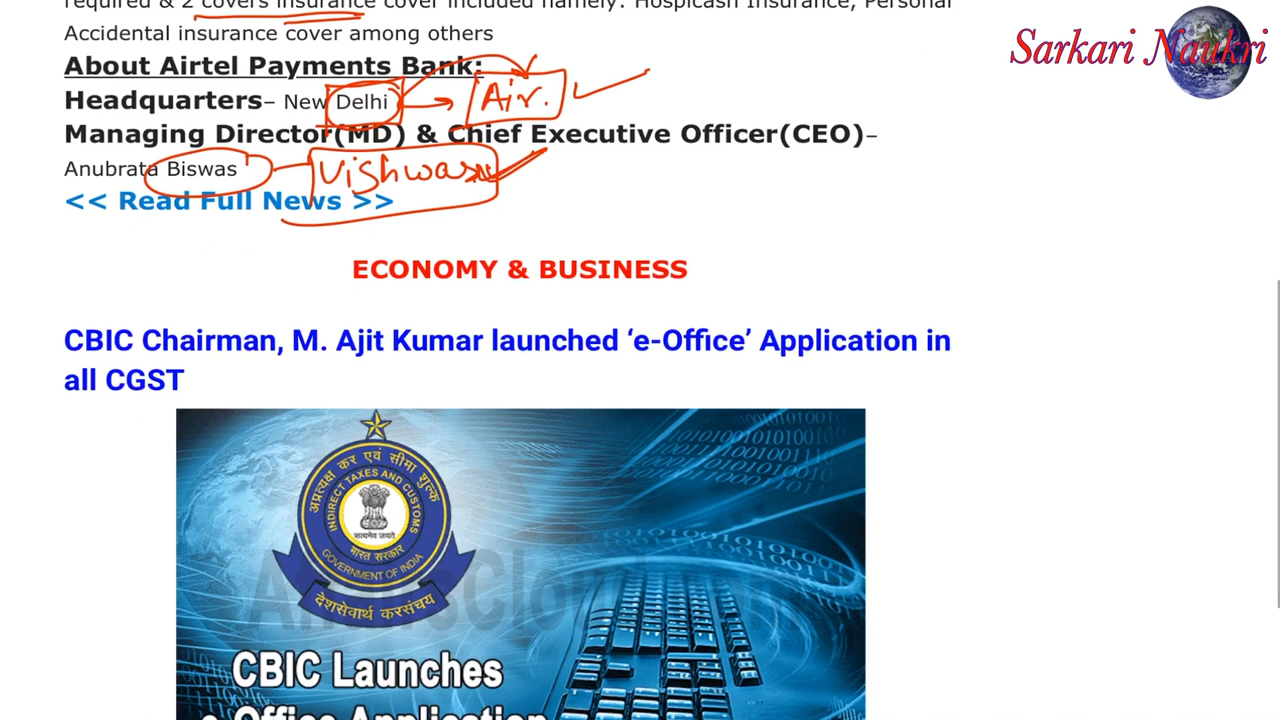 required & 2 covers insurance cover included namely: Hospicash Insurance, Personal
Accidental insurance cover among others
Sarkari Naukri
About Airtel Payments Bank:
Headquarters– New Delhi
Air.
Managing Director(MD) & Chief Executive Officer(CEO)–
Anubrata Biswas
Vishwas
<< Read Full News >>
ECONOMY & BUSINESS
CBIC Chairman, M. Ajit Kumar launched ‘e-Office’ Application in
all CGST
अप्रत्यक्ष कर एवं सीमा शुल्क
INDIRECT TAXES AND CUSTOMS
सत्यमेव जयते
भारत सरकार
GOVERNMENT OF INDIA
देशसेवार्थ करसंचय
CBIC Launches
e-Office Application